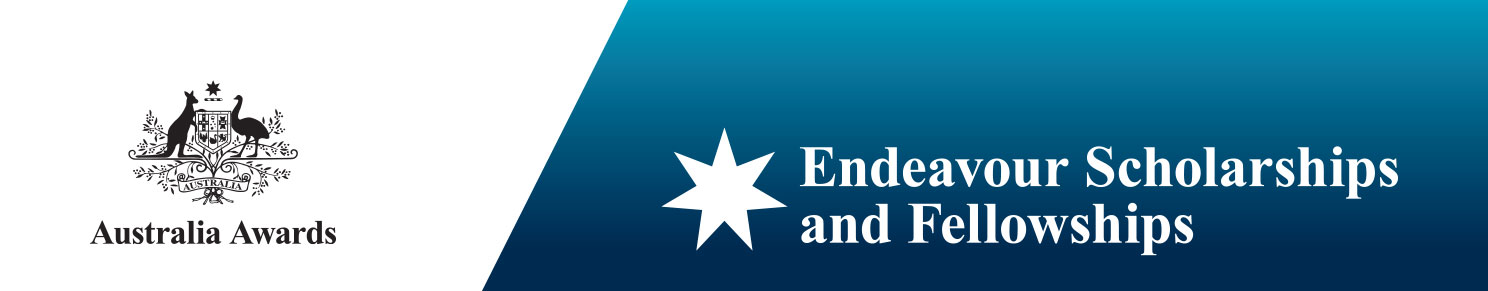 AUSTRALIA
Australia Awards
Endeavour Scholarships
and Fellowships